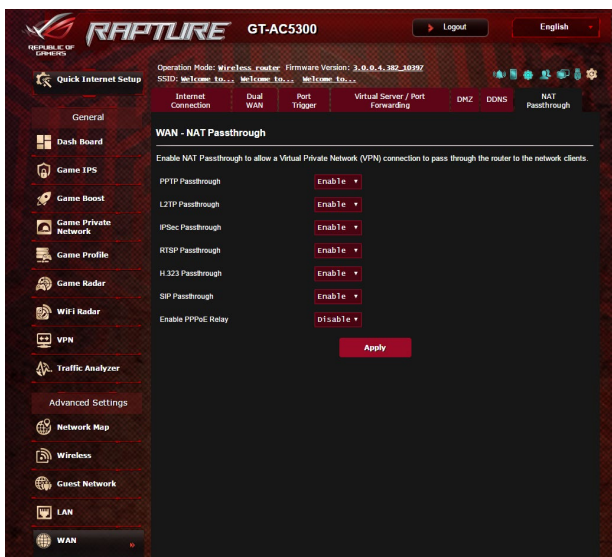 REPUBLIC OF
GAMERS
RAPTURE
GT-AC5300
Logout
English
Operation Mode: Wireless router Firmware Version: 3.0.0.4.382_10397
SSID: Welcome to... Welcome to... Welcome to...
Quick Internet Setup
Internet Connection
Dual WAN
Port Trigger
Virtual Server / Port Forwarding
DMZ
DDNS
NAT Passthrough
General
Dash Board
Game IPS
Game Boost
Game Private Network
Game Profile
Game Radar
WiFi Radar
VPN
Traffic Analyzer
Advanced Settings
Network Map
Wireless
Guest Network
LAN
WAN
WAN - NAT Passthrough
Enable NAT Passthrough to allow a Virtual Private Network (VPN) connection to pass through the router to the network clients.
PPTP Passthrough Enable
L2TP Passthrough Enable
IPSec Passthrough Enable
RTSP Passthrough Enable
H.323 Passthrough Enable
SIP Passthrough Enable
Enable PPPoE Relay Disable
Apply